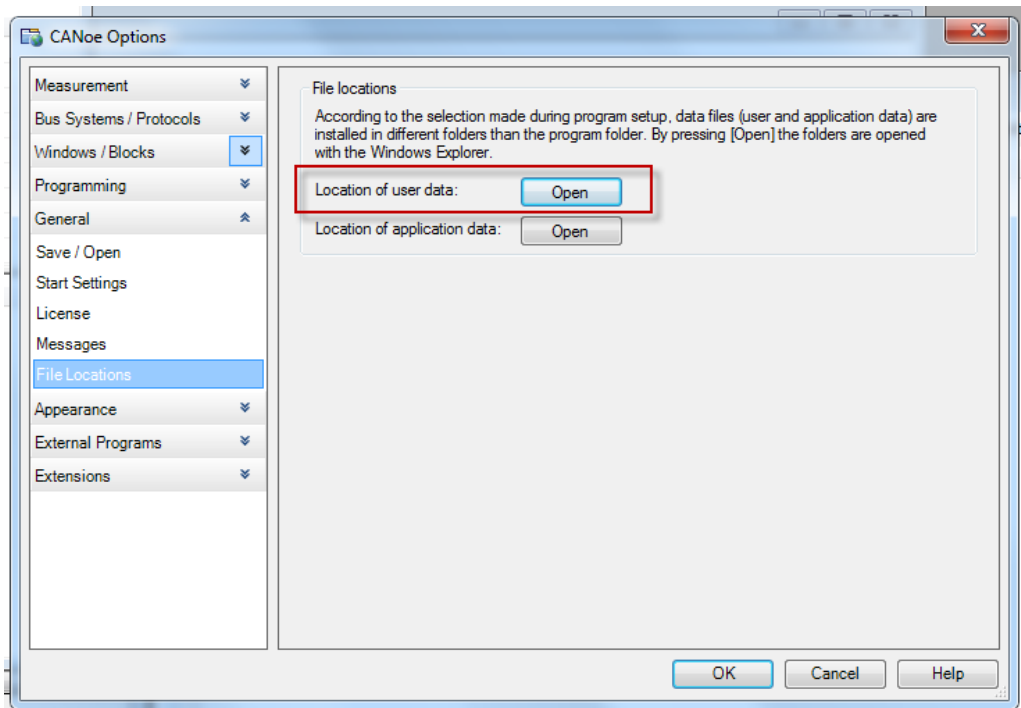 CANoe Options
Measurement
Bus Systems / Protocols
Windows / Blocks
Programming
General
Save / Open
Start Settings
License
Messages
File Locations
Appearance
External Programs
Extensions
File locations
According to the selection made during program setup, data files (user and application data) are
installed in different folders than the program folder. By pressing [Open] the folders are opened
with the Windows Explorer.
Location of user data: Open
Location of application data: Open
OK Cancel Help